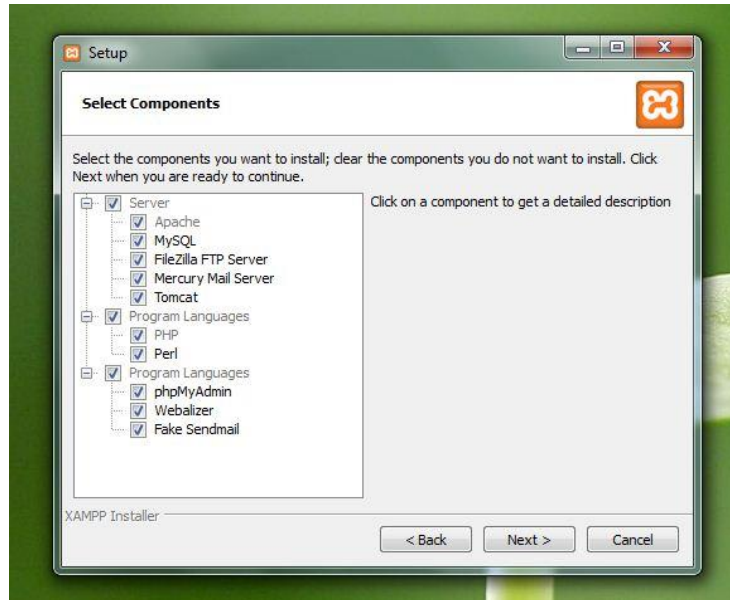 Setup
Select Components
Select the components you want to install; clear the components you do not want to install. Click
Next when you are ready to continue.
Server
Apache
MySQL
FileZilla FTP Server
Mercury Mail Server
Tomcat
Program Languages
PHP
Perl
Program Languages
phpMyAdmin
Webalizer
Fake Sendmail
Click on a component to get a detailed description
XAMPP Installer
< Back
Next >
Cancel